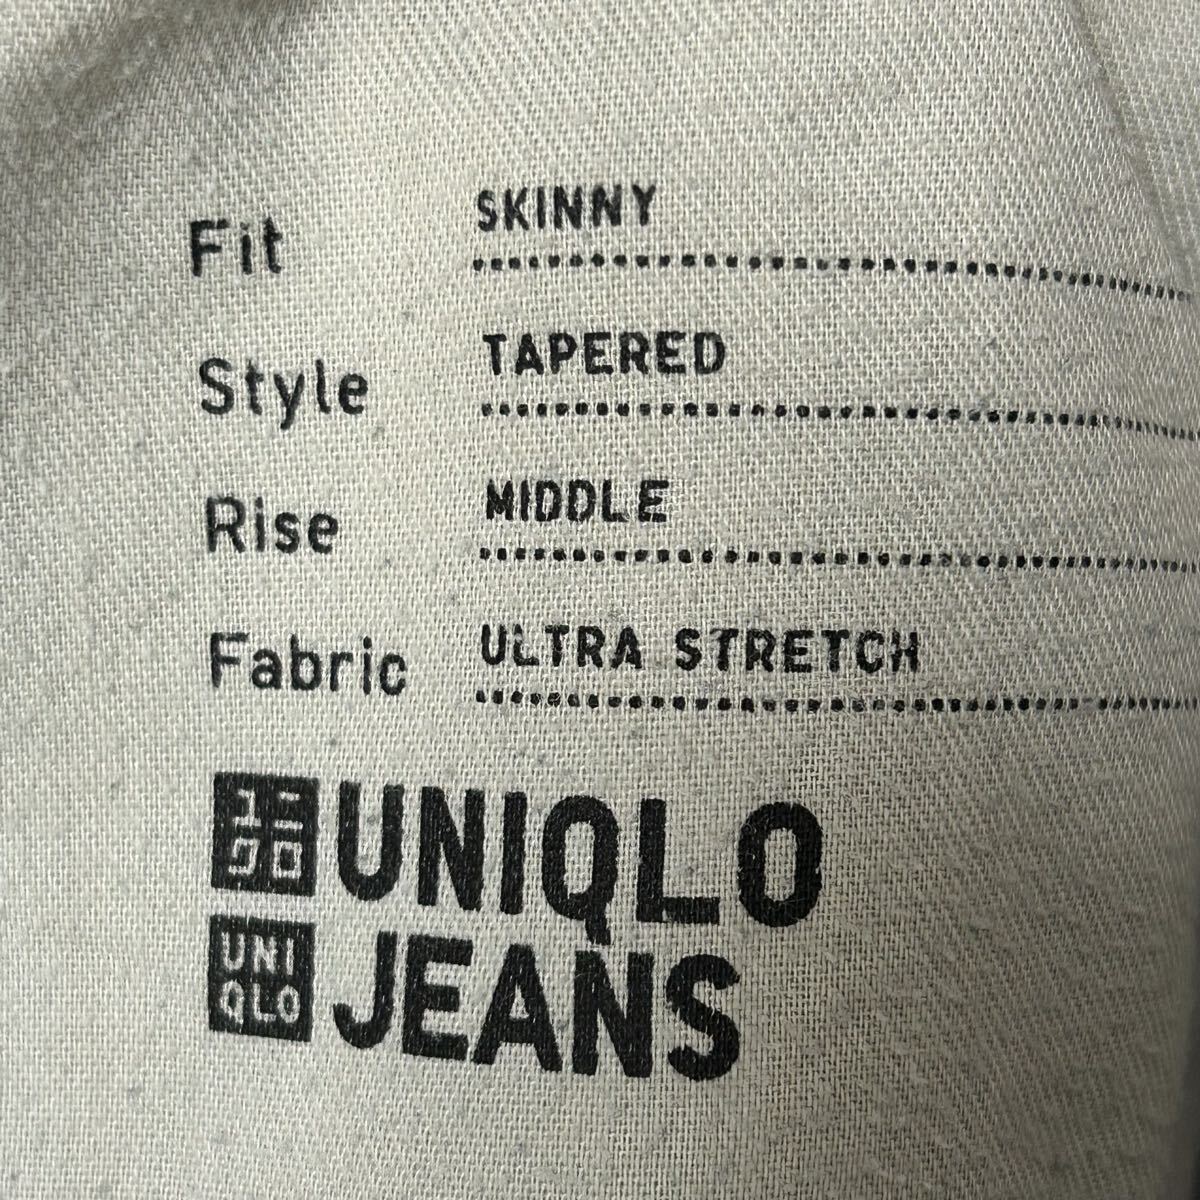 Fit SKINNY
Style TAPERED
Rise MIDDLE
Fabric ULTRA STRETCH
ユニ
クロ
UNIQLO
UNI
QLO
JEANS